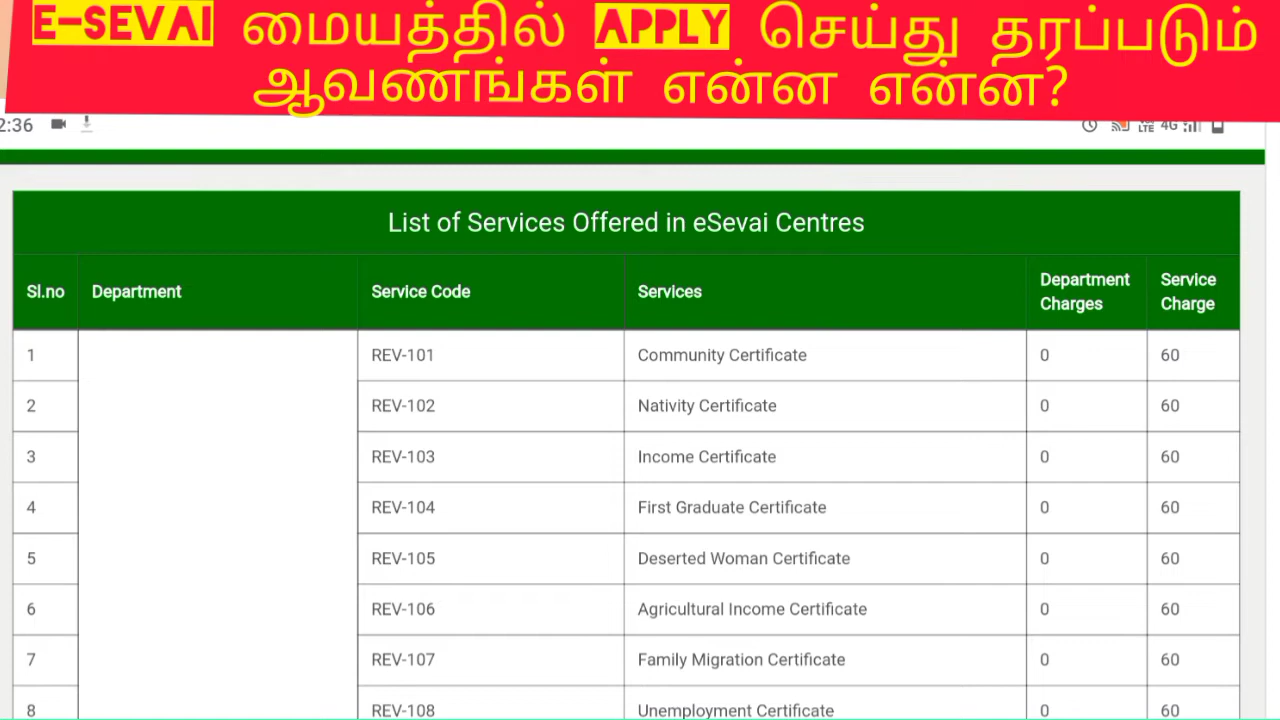 E-SEVAI மையத்தில் APPLY செய்து தரப்படும்
ஆவணங்கள் என்ன என்ன?
2:36 LTE 4G
List of Services Offered in eSevai Centres
Sl.no Department Service Code Services Department Charges Service Charge
1 REV-101 Community Certificate 0 60
2 REV-102 Nativity Certificate 0 60
3 REV-103 Income Certificate 0 60
4 REV-104 First Graduate Certificate 0 60
5 REV-105 Deserted Woman Certificate 0 60
6 REV-106 Agricultural Income Certificate 0 60
7 REV-107 Family Migration Certificate 0 60
8 REV-108 Unemployment Certificate 0 60